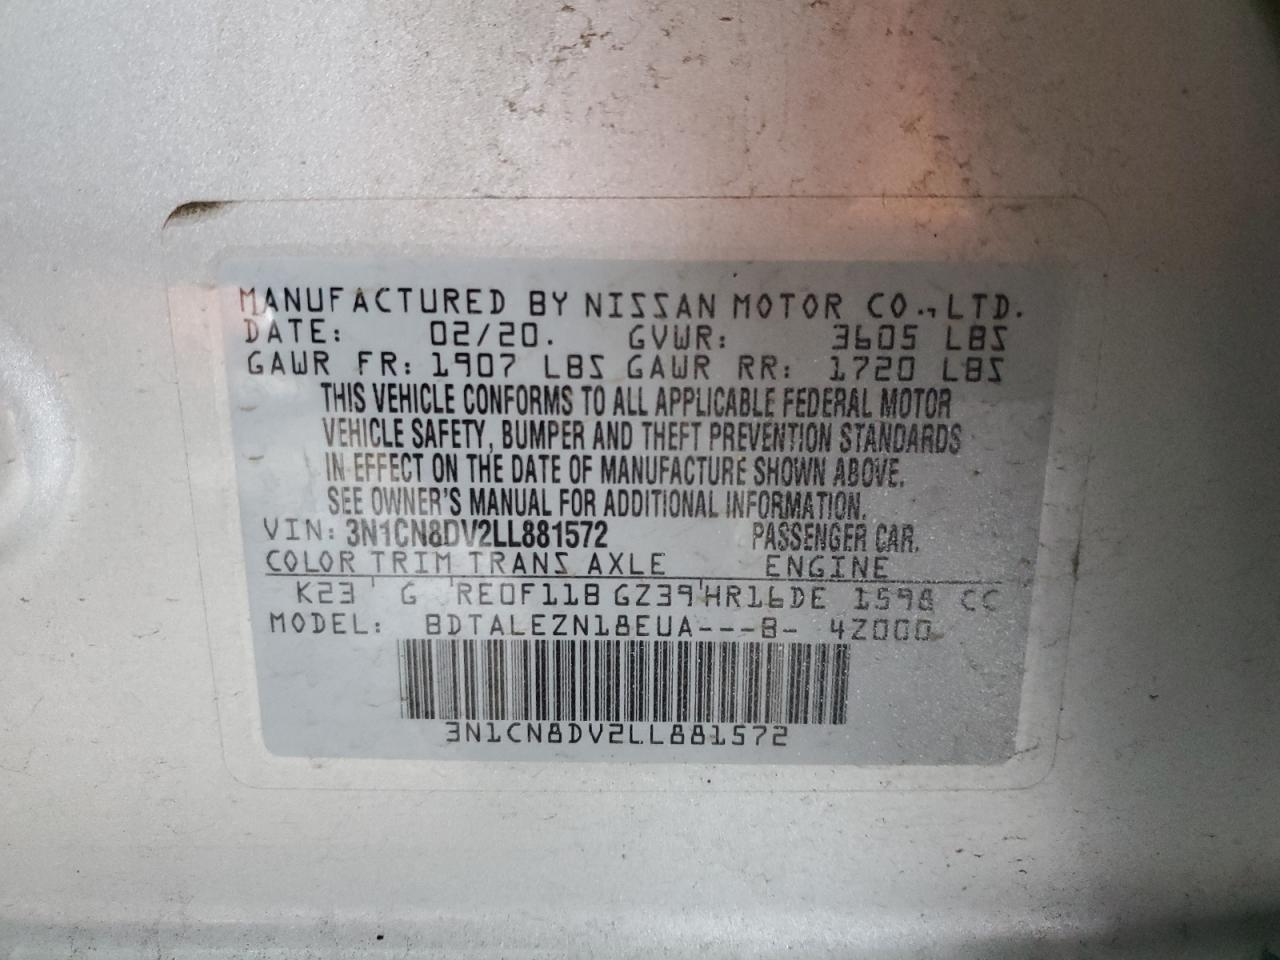 MANUFACTURED BY NISSAN MOTOR CO., LTD.
DATE: 02/20. GVWR: 3605 LBS
GAWR FR: 1907 LBS GAWR RR: 1720 LBS
THIS VEHICLE CONFORMS TO ALL APPLICABLE FEDERAL MOTOR
VEHICLE SAFETY, BUMPER AND THEFT PREVENTION STANDARDS
IN EFFECT ON THE DATE OF MANUFACTURE SHOWN ABOVE.
SEE OWNER'S MANUAL FOR ADDITIONAL INFORMATION.
VIN: 3N1CN8DV2LL881572 PASSENGER CAR.
COLOR TRIM TRANS AXLE ENGINE
K23 G RE0F11B GZ39 HR16DE 1598 CC
MODEL: BDTALEZN18EUA---B- 42000
3N1CN8DV2LL881572